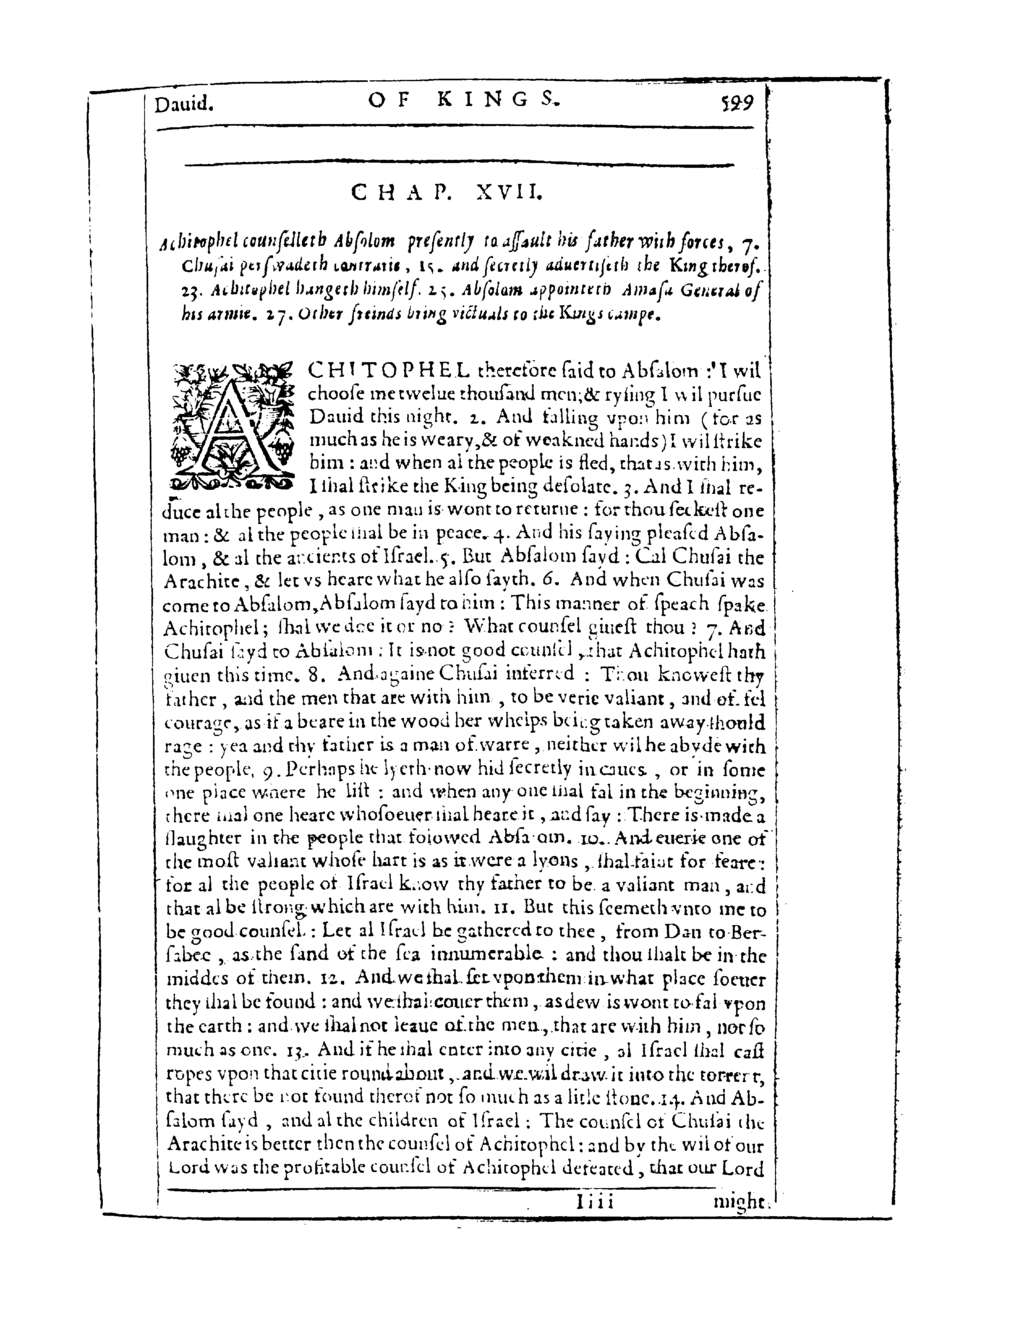 Dauid. OF KINGS. 599
CHAP. XVII.
Achitophel counſelleth Abſolom preſently to aſſault his father with forces, 7.
Chuſai perſwadeth contrarie, 15. and ſecretly aduertiſeth the King therof.
23. Achitophel hangeth himſelf. 25. Abſolom appointeth Amaſa General of
his armie. 27. Other freinds bring victuals to the Kings campe.
ACHITOPHEL therefore ſaid to Abſalom : I wil
chooſe me twelue thouſand men; & ryſing I wil purſue
Dauid this night. 2. And falling vpon him (for as
much as he is weary, & of weakned hands) I wil ſtrike
him : and when al the people is fled, that is with him,
I ſhal ſtrike the King being deſolate. 3. And I ſhal re-
duce al the people, as one man is wont to returne : for thou ſeekeſt one
man : & al the people ſhal be in peace. 4. And his ſaying pleaſed Abſa-
lom, & al the ancients of Iſrael. 5. But Abſalom ſayd : Cal Chuſai the
Arachite, & let vs heare what he alſo ſayth. 6. And when Chuſai was
come to Abſalom, Abſalom ſayd to him : This manner of ſpeach ſpake
Achitophel; ſhal we doe it or no ? What counſel giueſt thou ? 7. And
Chuſai ſayd to Abſalom : It is not good counſel, that Achitophel hath
giuen this time. 8. And againe Chuſai inferred : Thou knoweſt thy
father, and the men that are with him, to be verie valiant, and of fel
courage, as if a beare in the wood her whelps being taken away ſhould
rage : yea and thy father is a man of warre, neither wil he abyde with
the people, 9. Perhaps he lyeth now hid ſecretly in caues, or in ſome
one place where he liſt : and when any one ſhal fal in the beginning,
there ſhal one heare whoſoeuer ſhal heare it, and ſay : There is made a
ſlaughter in the people that folowed Abſalom. 10. And euerie one of
the moſt valiant whoſe hart is as it were a lyons, ſhal faint for feare :
for al the people of Iſrael know thy father to be a valiant man, and
that al be ſtrong which are with him. 11. But this ſeemeth vnto me to
be good counſel : Let al Iſrael be gathered to thee, from Dan to Ber-
ſabee, as the ſand of the ſea innumerable : and thou ſhalt be in the
middes of them. 12. And we ſhal ſet vpon them in what place ſoeuer
they ſhal be found : and we ſhal couer them, as dew is wont to fal vpon
the earth : and we ſhal not leaue of the men, that are with him, not ſo
much as one. 13. And if he ſhal enter into any citie, al Iſrael ſhal caſt
ropes vpon that citie round about, and we wil draw it into the torrent,
that there be not found therof not ſo much as a litle ſtone. 14. And Ab-
ſalom ſayd, and al the children of Iſrael : The counſel of Chuſai the
Arachite is better then the counſel of Achitophel : and by the wil of our
Lord was the profitable counſel of Achitophel defeated, that our Lord
Iiii might